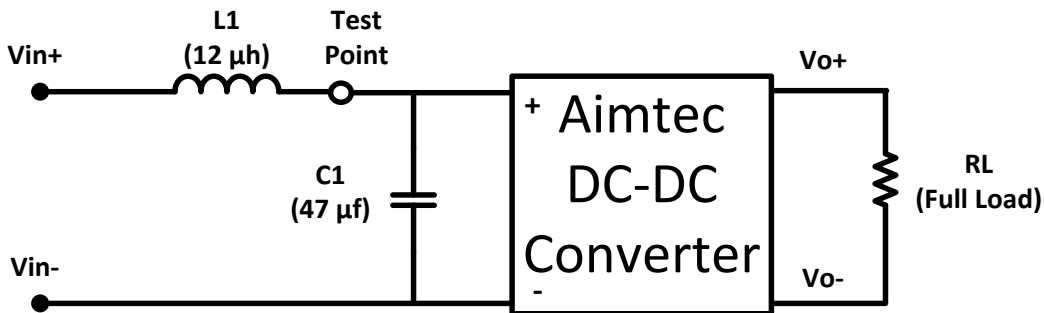 L1
(12 μh)
Test
Point
Vin+
Vo+
+
Aimtec
DC-DC
Converter
-
C1
(47 μf)
RL
(Full Load)
Vin-
Vo-